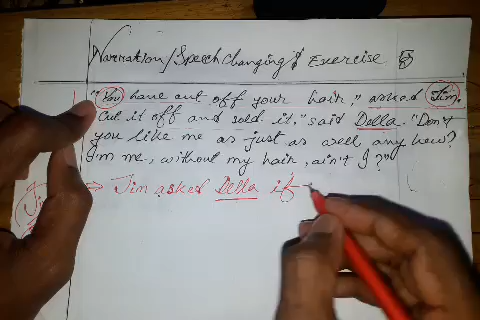 Narration/Speech Changing Exercise
"You have cut off your hair," asked Jim.
"Cut it off and sold it," said Della. "Don't
you like me as just as well, any how?
I'm me, without my hair, ain't I?"
⇒ Jim asked Della if